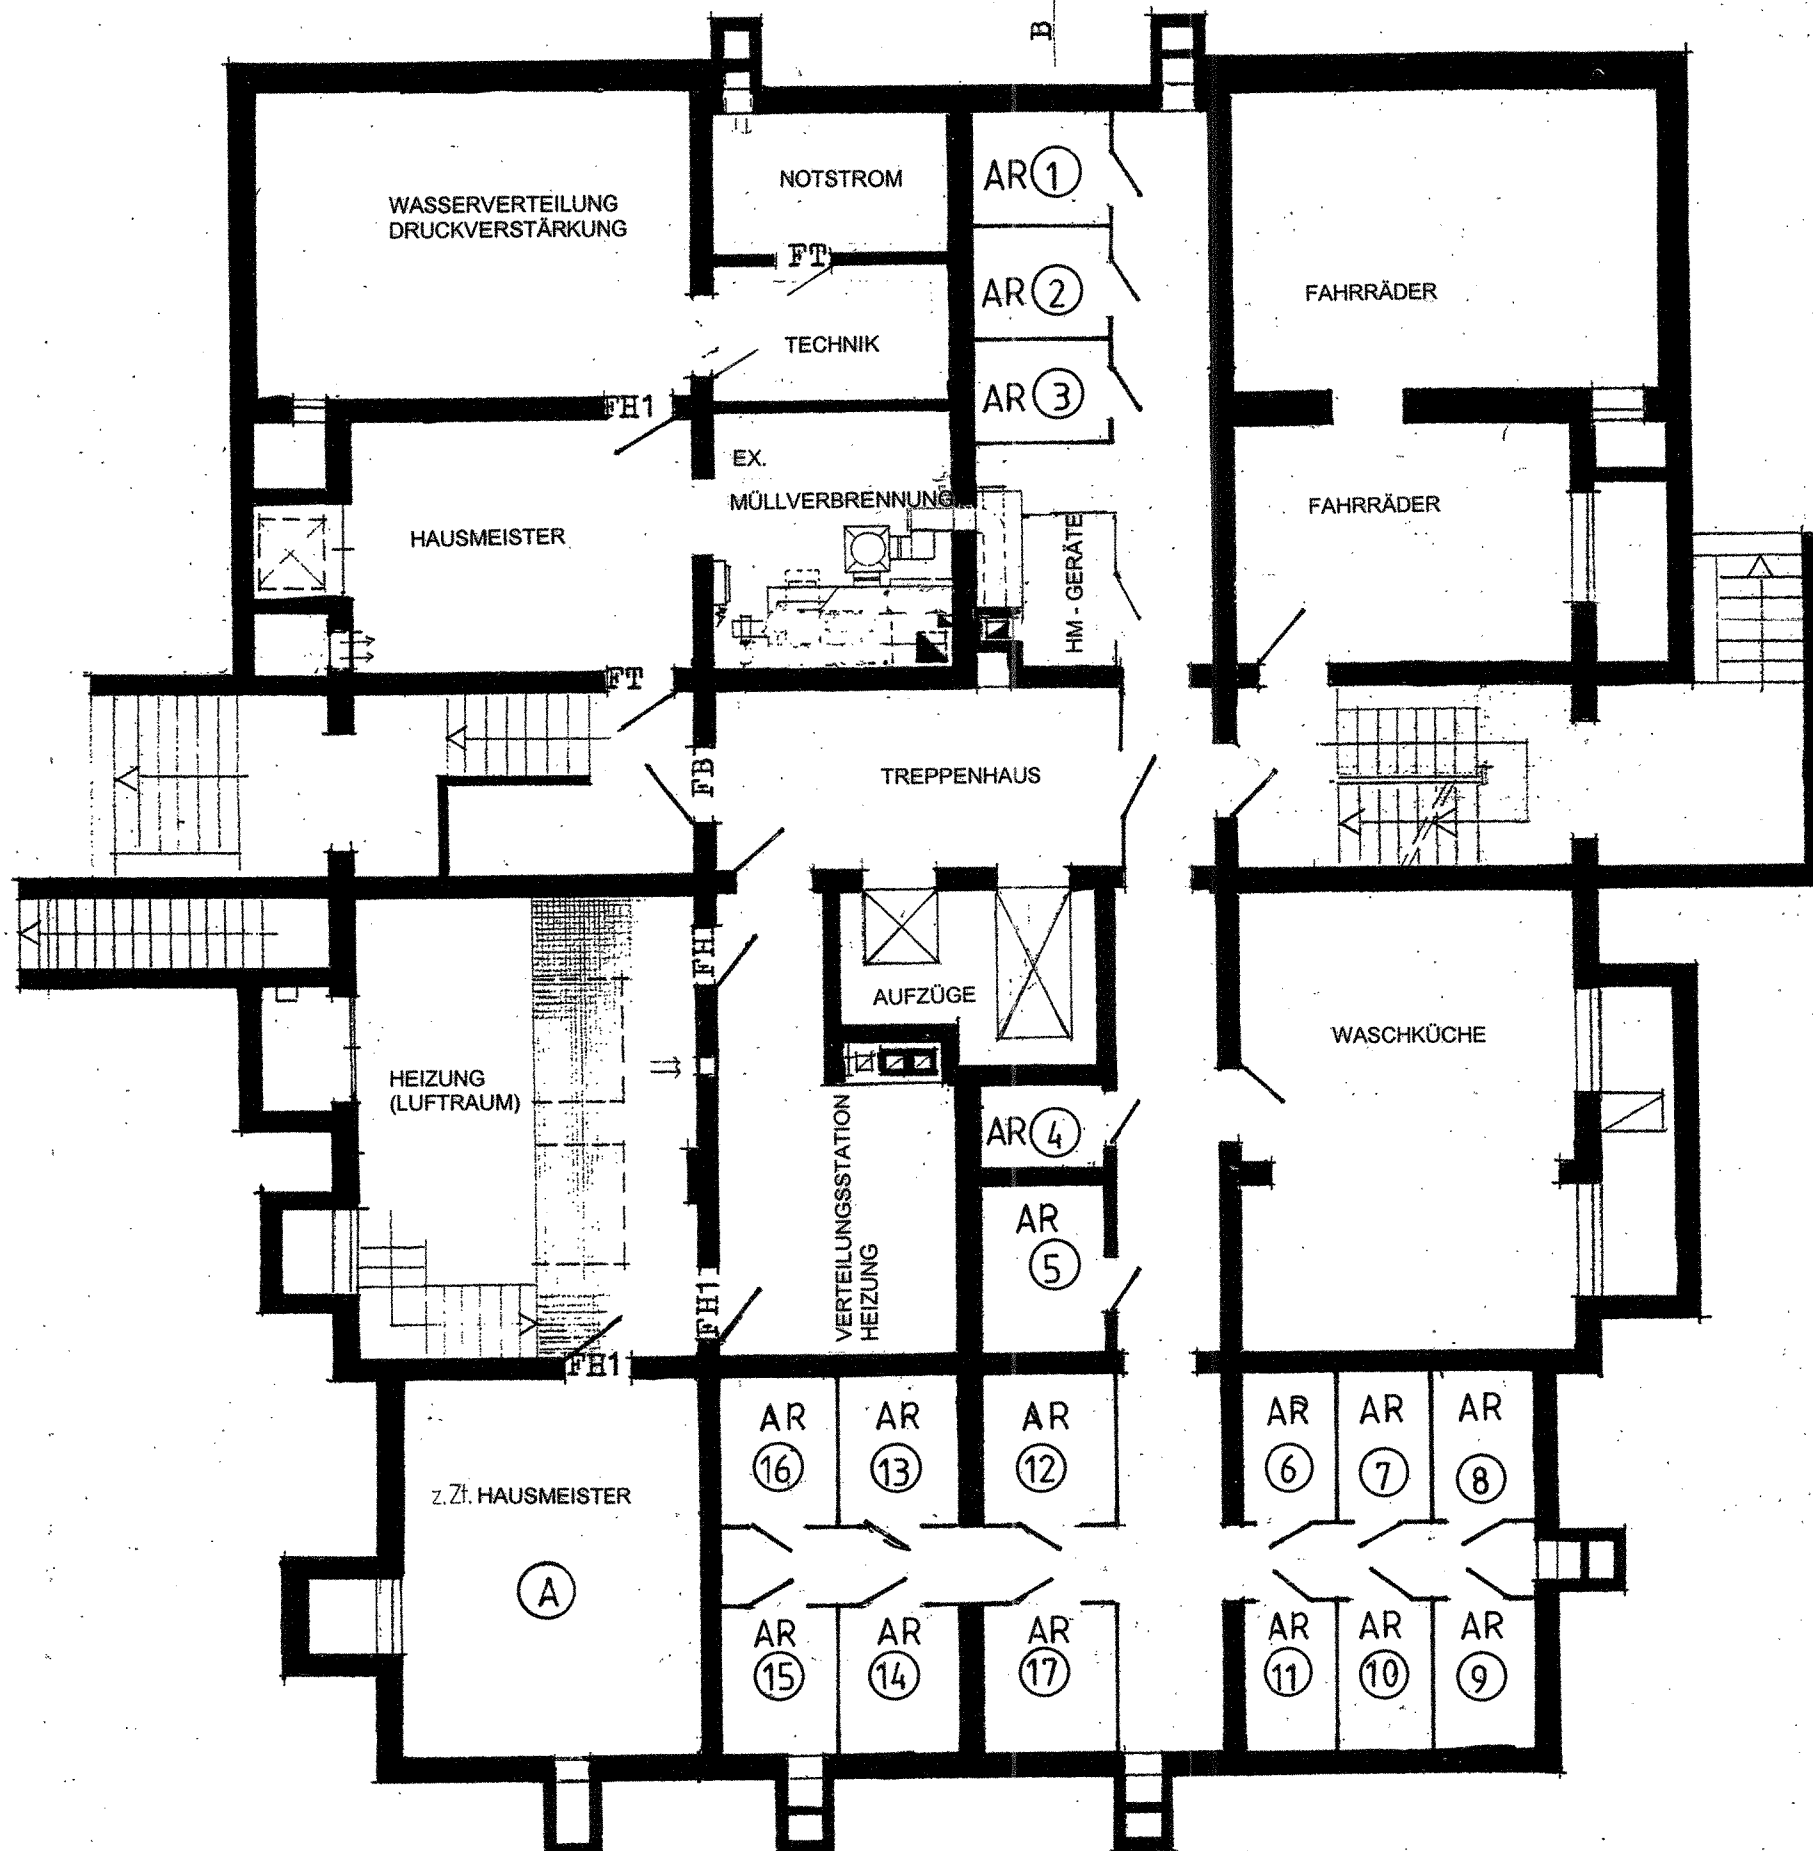 B
AR 1
NOTSTROM
WASSERVERTEILUNG
DRUCKVERSTÄRKUNG
FT
AR 2
FAHRRÄDER
TECHNIK
AR 3
FH1
EX.
MÜLLVERBRENNUNG
FAHRRÄDER
HAUSMEISTER
HM - GERÄTE
FT
FB
TREPPENHAUS
FH
AUFZÜGE
WASCHKÜCHE
HEIZUNG
(LUFTRAUM)
AR 4
VERTEILUNGSSTATION
HEIZUNG
AR
5
FH1
FH1
AR
16
AR
13
AR
12
AR
6
AR
7
AR
8
z.Zt. HAUSMEISTER
A
AR
15
AR
14
AR
17
AR
11
AR
10
AR
9